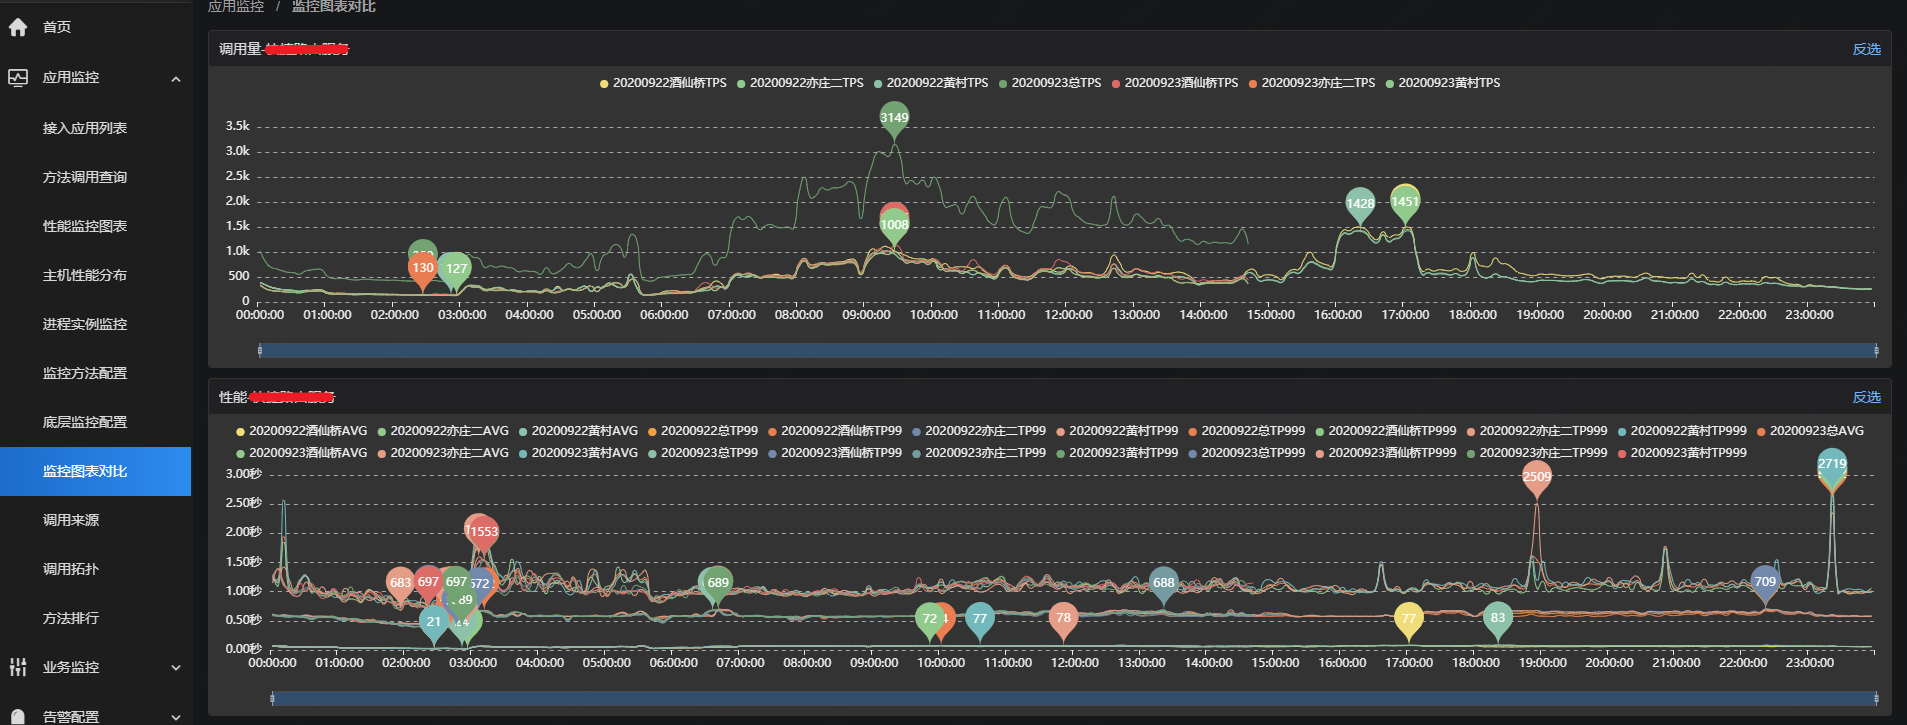 应用监控 / 监控图表对比
首页
应用监控
接入应用列表
方法调用查询
性能监控图表
主机性能分布
进程实例监控
监控方法配置
底层监控配置
监控图表对比
调用来源
调用拓扑
方法排行
业务监控
告警配置
调用量- 反选
20200922酒仙桥TPS 20200922亦庄二TPS 20200922黄村TPS 20200923总TPS 20200923酒仙桥TPS 20200923亦庄二TPS 20200923黄村TPS
3149
3.5k
3.0k
2.5k
2.0k
1428 1451
1.5k
1008
1.0k
130 127
500
0
00:00:00 01:00:00 02:00:00 03:00:00 04:00:00 05:00:00 06:00:00 07:00:00 08:00:00 09:00:00 10:00:00 11:00:00 12:00:00 13:00:00 14:00:00 15:00:00 16:00:00 17:00:00 18:00:00 19:00:00 20:00:00 21:00:00 22:00:00 23:00:00
性能- 反选
20200922酒仙桥AVG 20200922亦庄二AVG 20200922黄村AVG 20200922总TP99 20200922酒仙桥TP99 20200922亦庄二TP99 20200922黄村TP99 20200922总TP999 20200922酒仙桥TP999 20200922亦庄二TP999 20200922黄村TP999 20200923总AVG
20200923酒仙桥AVG 20200923亦庄二AVG 20200923黄村AVG 20200923总TP99 20200923酒仙桥TP99 20200923亦庄二TP99 20200923黄村TP99 20200923总TP999 20200923酒仙桥TP999 20200923亦庄二TP999 20200923黄村TP999
2719
3.00秒
2509
2.50秒
2.00秒
1553
1.50秒
683 697 697 572 689 688 709
1.00秒
0.50秒
21 72 77 78 77 83
0.00秒
00:00:00 01:00:00 02:00:00 03:00:00 04:00:00 05:00:00 06:00:00 07:00:00 08:00:00 09:00:00 10:00:00 11:00:00 12:00:00 13:00:00 14:00:00 15:00:00 16:00:00 17:00:00 18:00:00 19:00:00 20:00:00 21:00:00 22:00:00 23:00:00